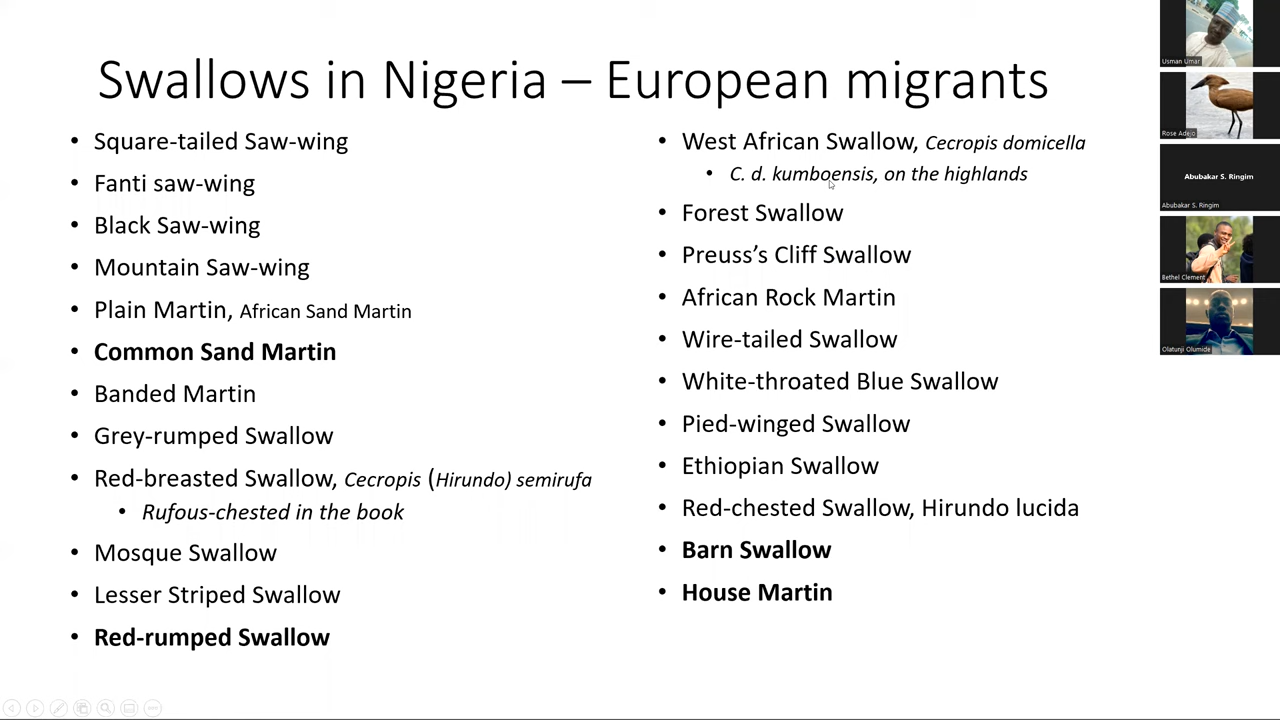 Swallows in Nigeria – European migrants
• Square-tailed Saw-wing
• Fanti saw-wing
• Black Saw-wing
• Mountain Saw-wing
• Plain Martin, African Sand Martin
• Common Sand Martin
• Banded Martin
• Grey-rumped Swallow
• Red-breasted Swallow, Cecropis (Hirundo) semirufa
• Rufous-chested in the book
• Mosque Swallow
• Lesser Striped Swallow
• Red-rumped Swallow
• West African Swallow, Cecropis domicella
• C. d. kumboensis, on the highlands
• Forest Swallow
• Preuss’s Cliff Swallow
• African Rock Martin
• Wire-tailed Swallow
• White-throated Blue Swallow
• Pied-winged Swallow
• Ethiopian Swallow
• Red-chested Swallow, Hirundo lucida
• Barn Swallow
• House Martin
Usman Umar
Rose Adejo
Abubakar S. Ringim
Abubakar S. Ringim
Bethel Clement
Olatunji Olumide